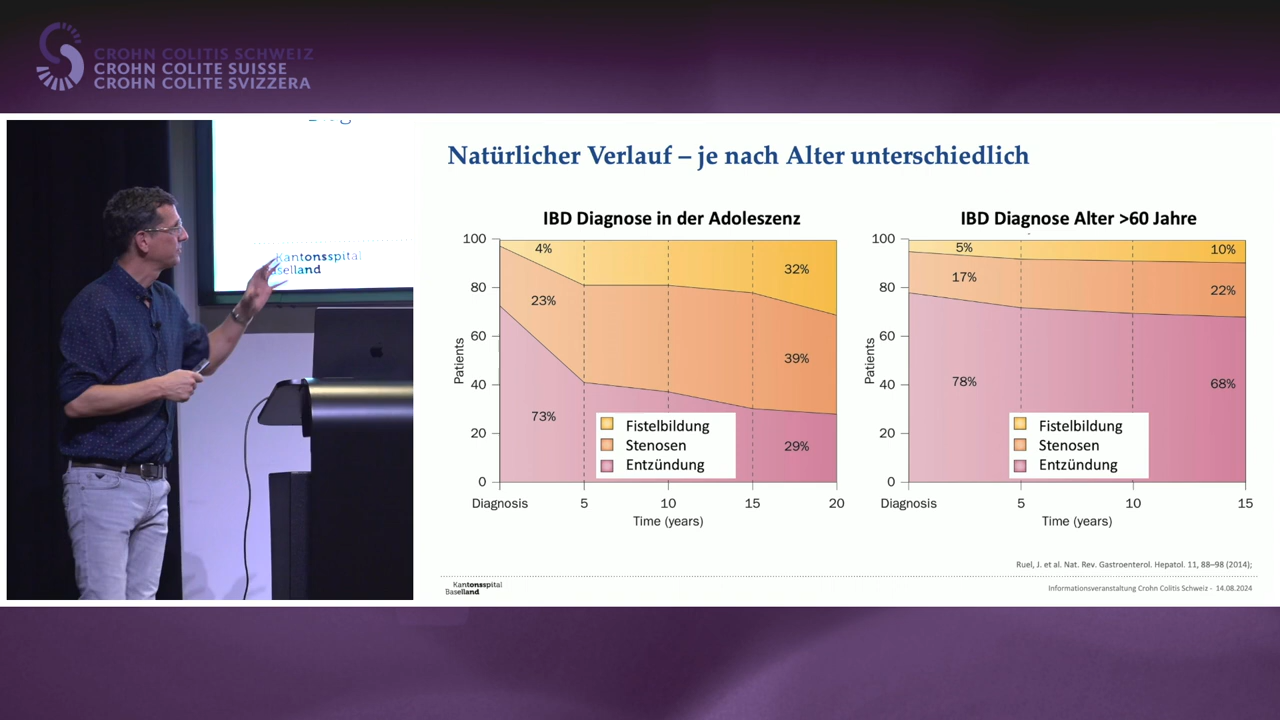 CROHN COLITIS SCHWEIZ
CROHN COLITE SUISSE
CROHN COLITE SVIZZERA
Kantonsspital
Baselland
Natürlicher Verlauf – je nach Alter unterschiedlich
IBD Diagnose in der Adoleszenz
100
80
60
40
20
0
Patients
4%
23%
73%
32%
39%
29%
Fistelbildung
Stenosen
Entzündung
Diagnosis
5
10
15
20
Time (years)
IBD Diagnose Alter >60 Jahre
100
80
60
40
20
0
Patients
5%
17%
78%
10%
22%
68%
Fistelbildung
Stenosen
Entzündung
Diagnosis
5
10
15
Time (years)
Ruel, J. et al. Nat. Rev. Gastroenterol. Hepatol. 11, 88–98 (2014);
Kantonsspital
Baselland
Informationsveranstaltung Crohn Colitis Schweiz - 14.08.2024